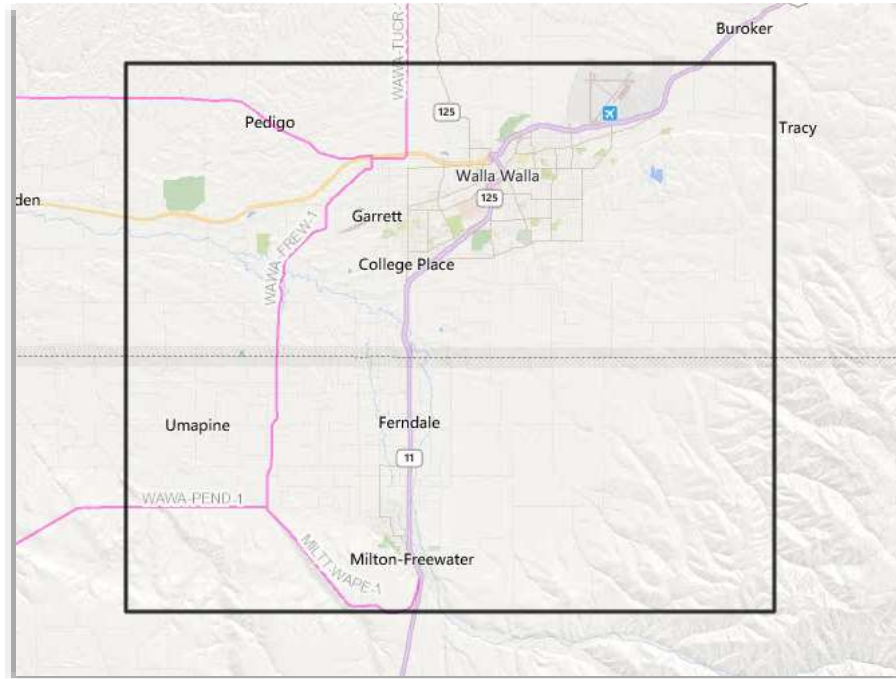 Buroker
WAWA-TUCR-
125
Pedigo
Tracy
Walla Walla
125
den
Garrett
WAWA-FREW-1
College Place
Umapine
Ferndale
11
WAWA-PEND-1
MILTT-WAPE-1
Milton-Freewater